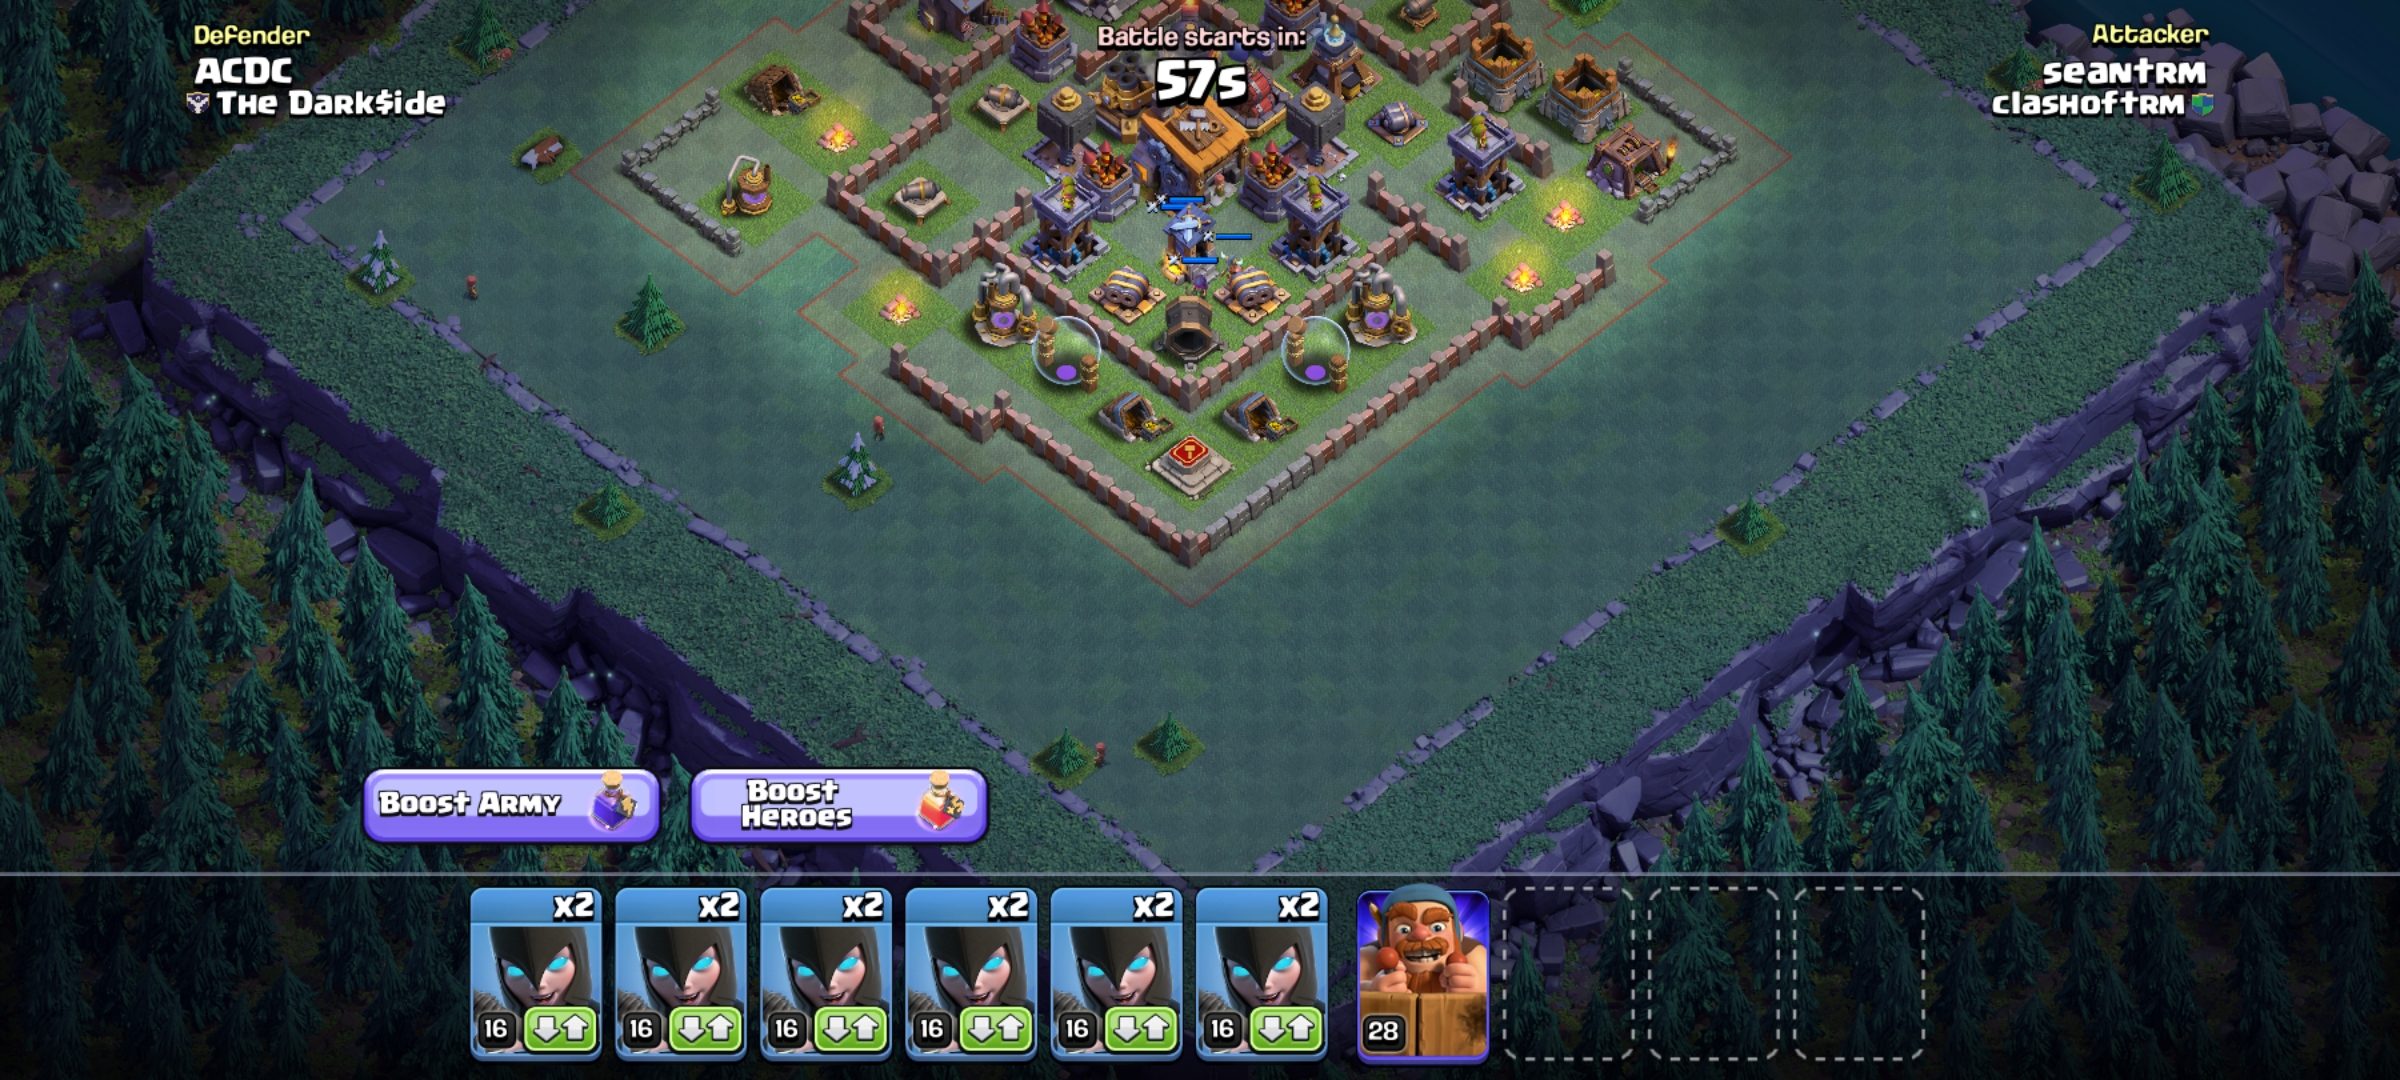 Defender
ACDC
The Dark$ide
Battle starts in:
57s
Attacker
seantRM
clashoftRM
Boost Army
Boost
Heroes
x2
x2
x2
x2
x2
x2
16
16
16
16
16
16
28